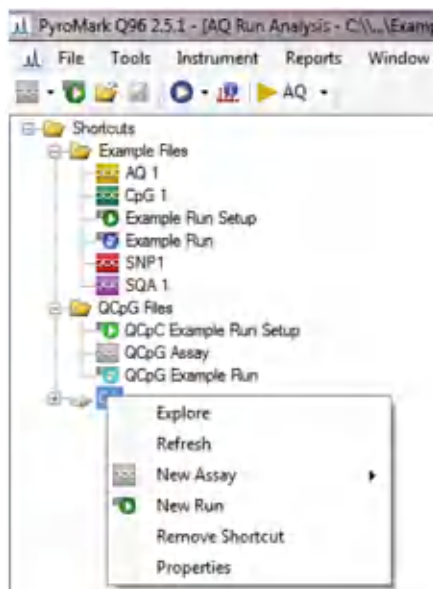 PyroMark Q96 2.5.1 - [AQ Run Analysis - C:\\...\Examp
File Tools Instrument Reports Window
AQ
Shortcuts
Example Files
AQ 1
CpG 1
Example Run Setup
Example Run
SNP1
SQA 1
QCpG Files
QCpC Example Run Setup
QCpG Assay
QCpG Example Run
Explore
Refresh
New Assay
New Run
Remove Shortcut
Properties